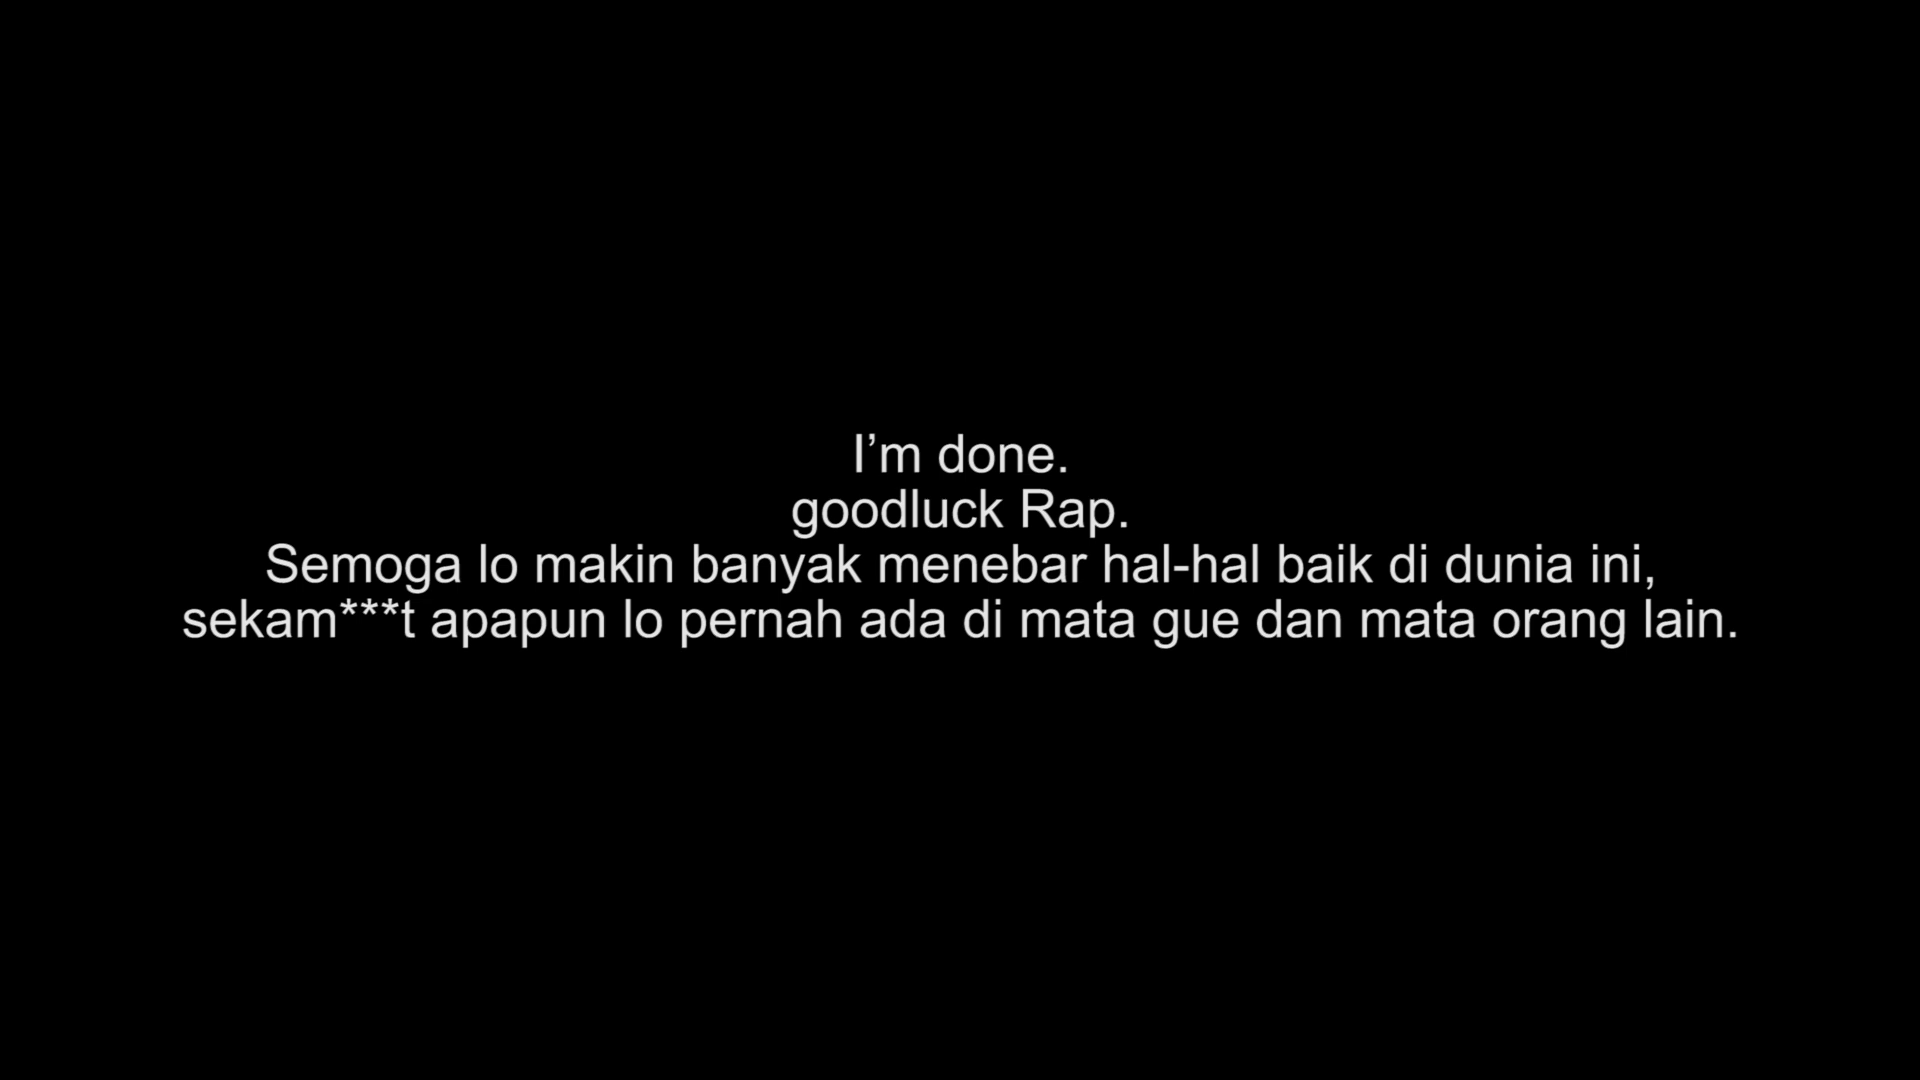 I’m done.
goodluck Rap.
Semoga lo makin banyak menebar hal-hal baik di dunia ini,
sekam***t apapun lo pernah ada di mata gue dan mata orang lain.